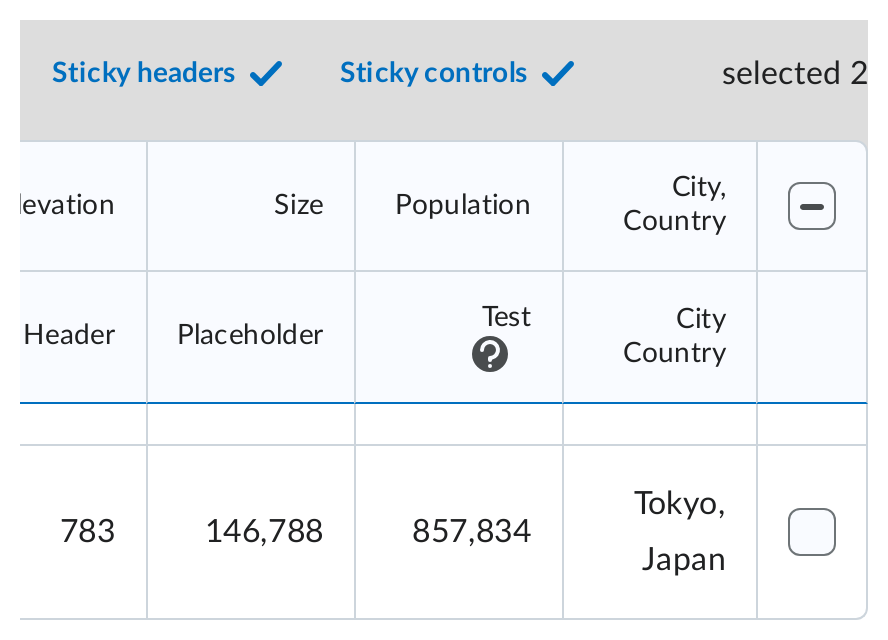 Sticky headers Sticky controls selected 2
levation Size Population City,
Country
Header Placeholder Test City
Country
783 146,788 857,834 Tokyo,
Japan